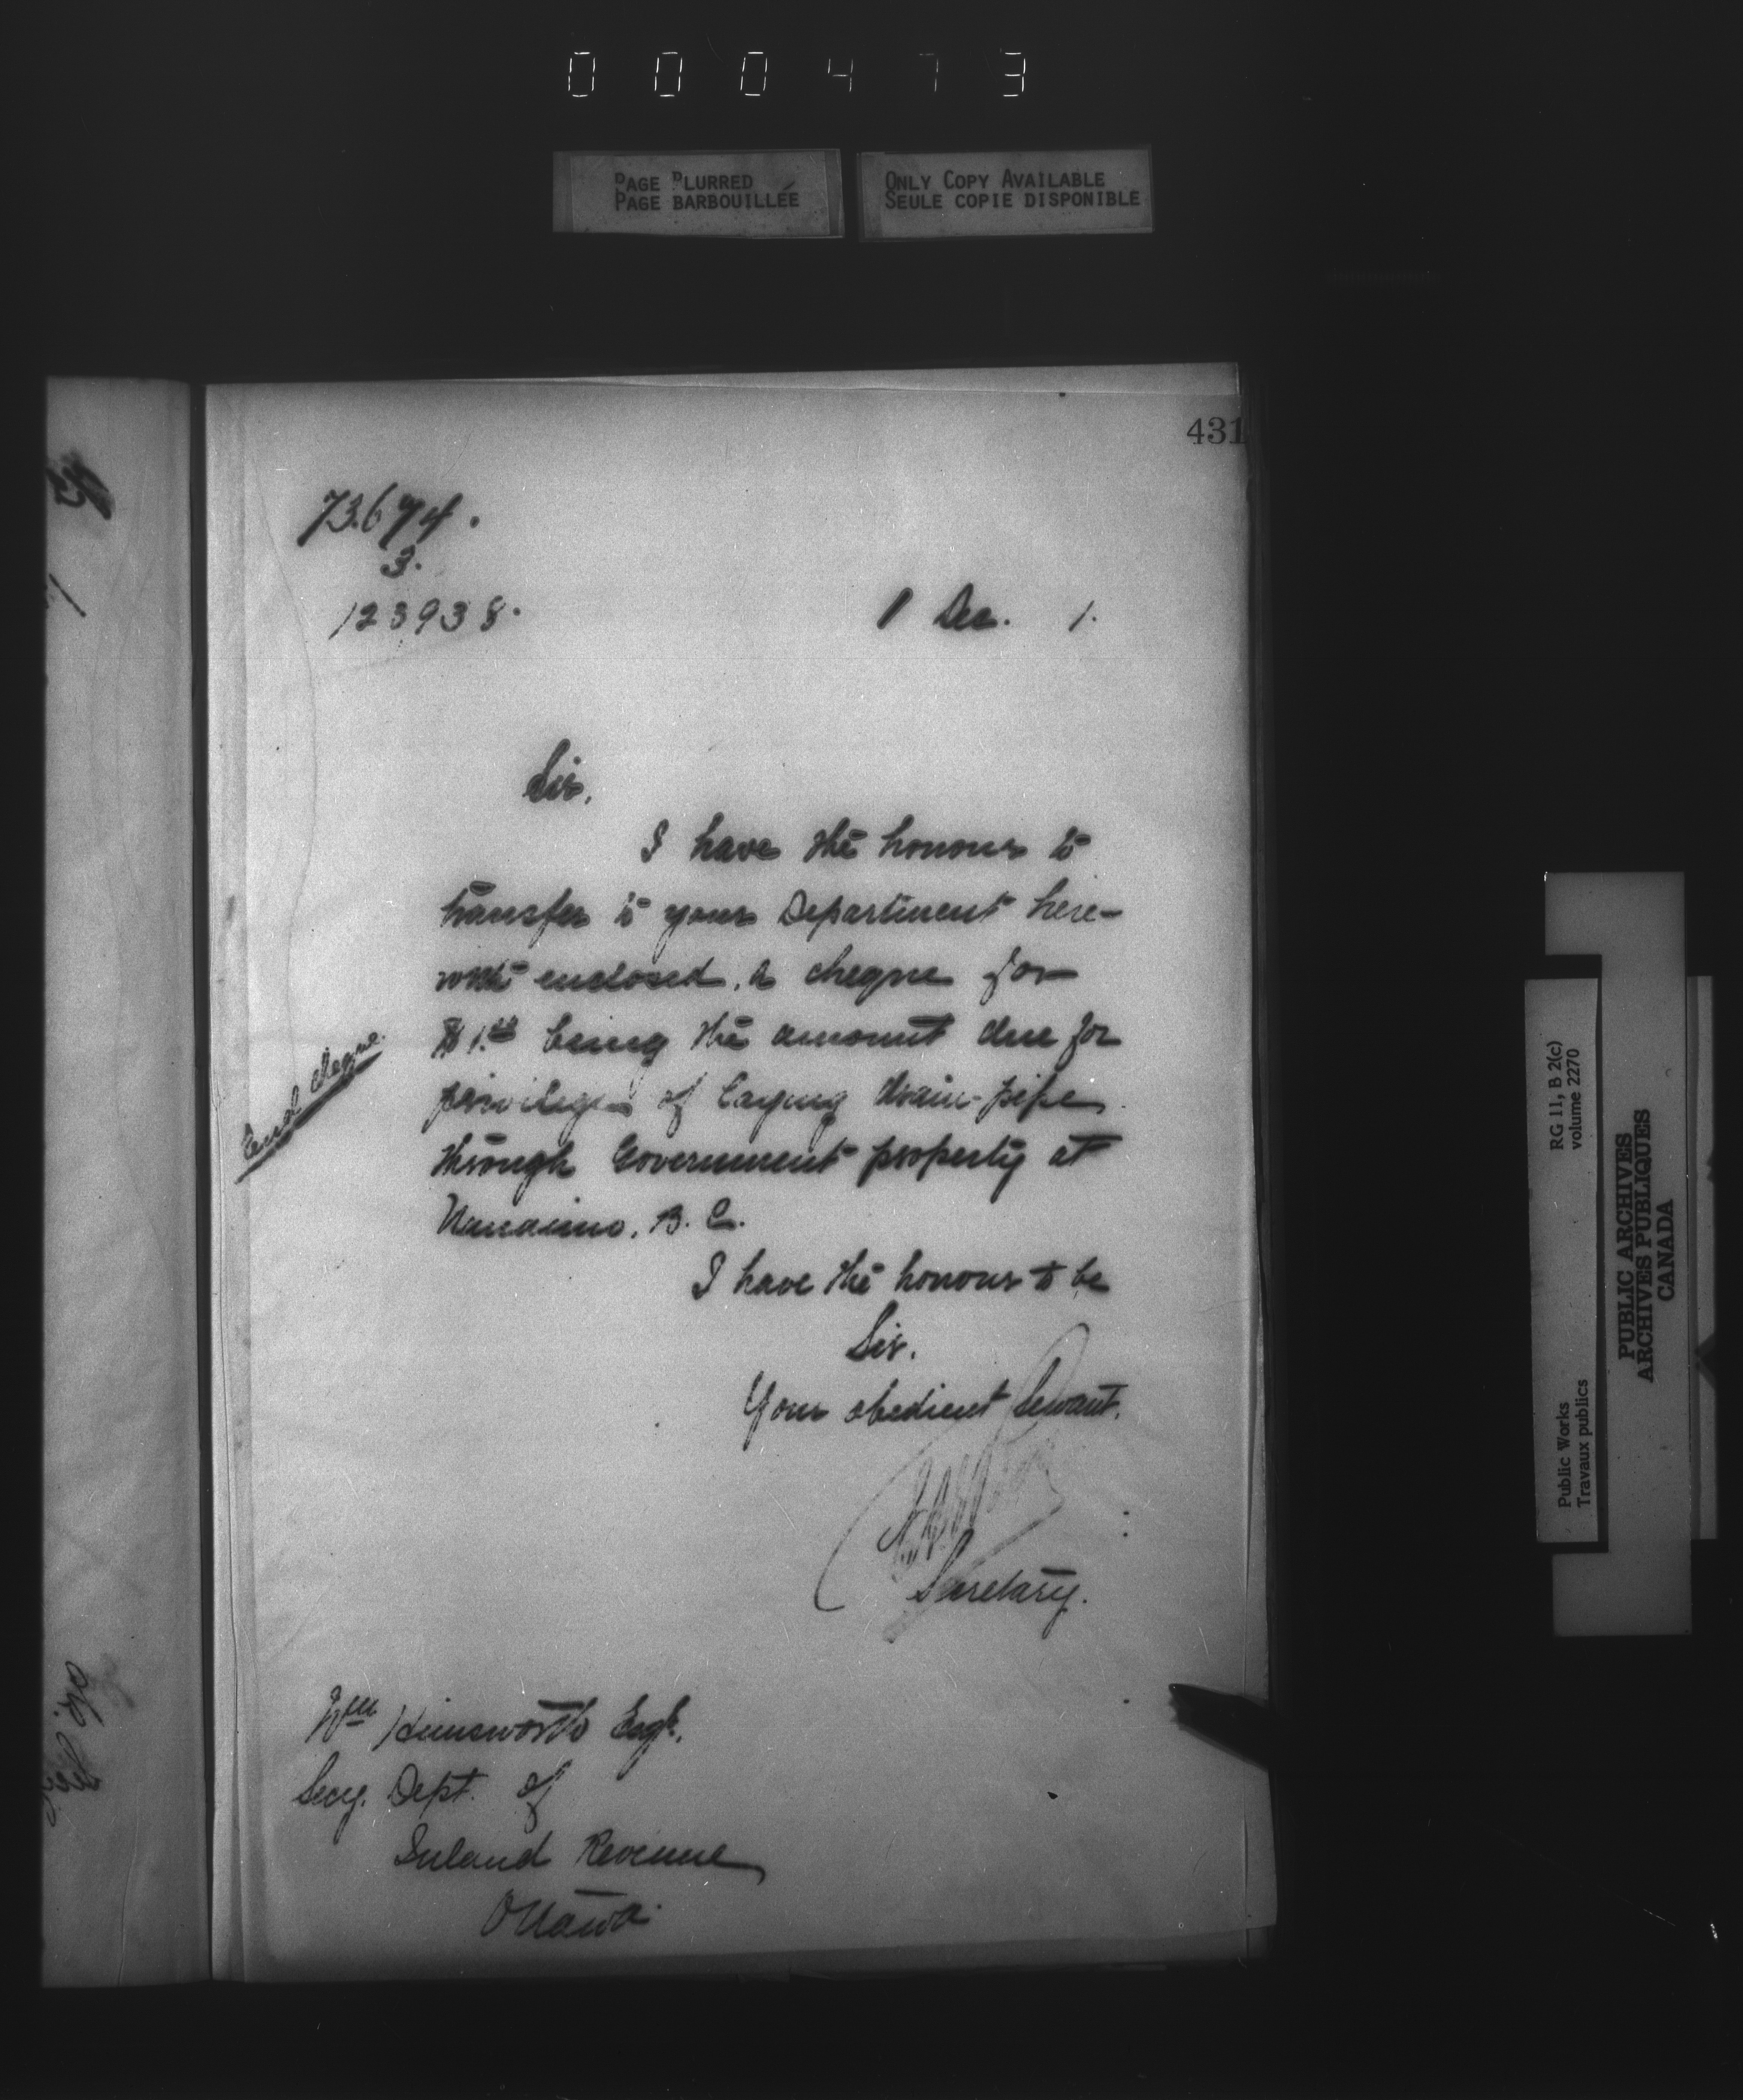 000473
PAGE BLURRED
PAGE BARBOUILLÉE
ONLY COPY AVAILABLE
SEULE COPIE DISPONIBLE
431
73.674.
3.
123938.
1 Dec. 1.
Sir,
I have the honour to
transfer to your Department here-
with enclosed, a cheque for
$1.00 being the amount due for
privilege of laying drain-pipe
through Government property at
Nanaimo, B. C.
Encl. cheque.
I have the honour to be
Sir.
Your obedient Servant.
Secretary.
Wm Himsworth Esqr.
Secy. Dept. of
Inland Revenue
Ottawa.
RG 11, B 2(c)
volume 2270
Public Works
Travaux publics
PUBLIC ARCHIVES
ARCHIVES PUBLIQUES
CANADA